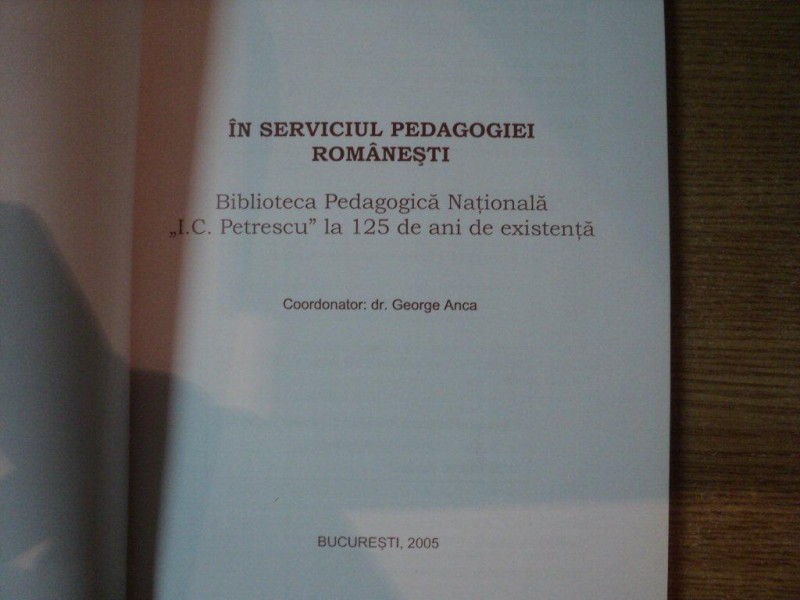 ÎN SERVICIUL PEDAGOGIEI
ROMÂNEŞTI
Biblioteca Pedagogică Naţională
„I.C. Petrescu” la 125 de ani de existenţă
Coordonator: dr. George Anca
BUCUREŞTI, 2005